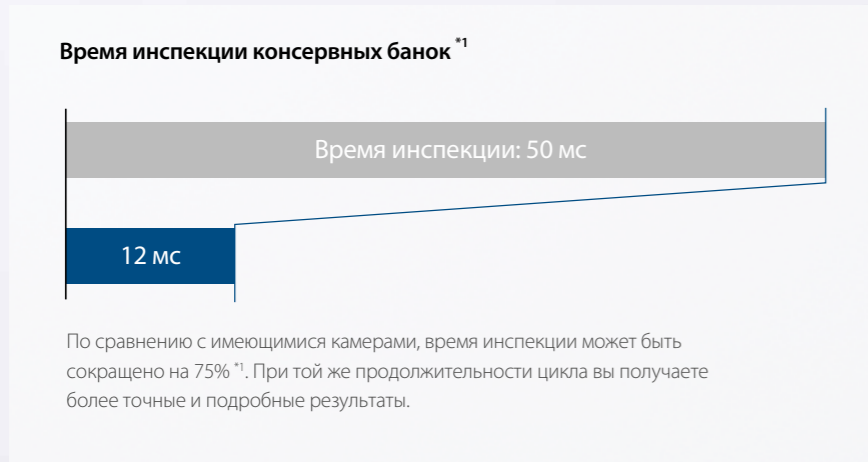 Время инспекции консервных банок *1
Время инспекции: 50 мс
12 мс
По сравнению с имеющимися камерами, время инспекции может быть
сокращено на 75% *1. При той же продолжительности цикла вы получаете
более точные и подробные результаты.